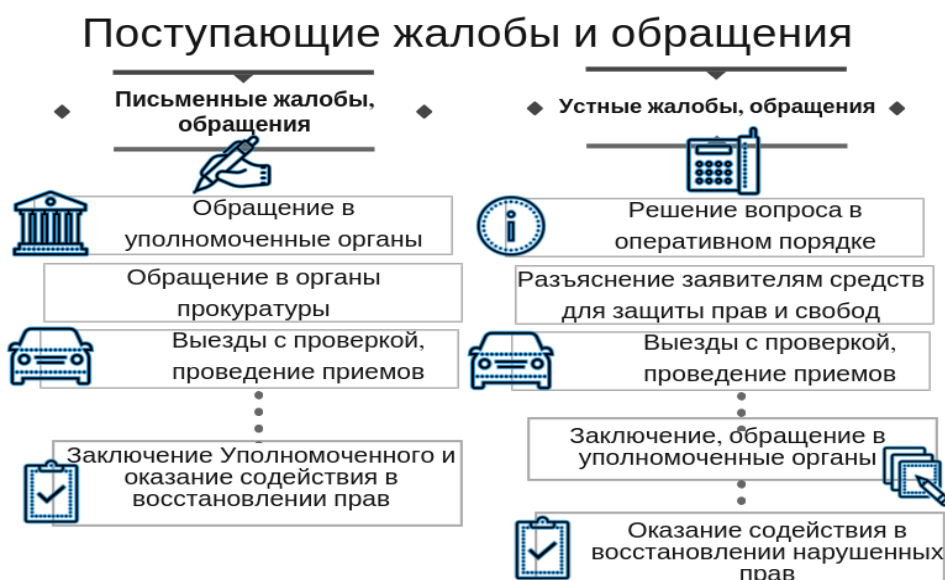 Поступающие жалобы и обращения
Письменные жалобы,
обращения
Обращение в
уполномоченные органы
Обращение в органы
прокуратуры
Выезды с проверкой,
проведение приемов
Заключение Уполномоченного и
оказание содействия в
восстановлении прав
Устные жалобы, обращения
Решение вопроса в
оперативном порядке
Разъяснение заявителям средств
для защиты прав и свобод
Выезды с проверкой,
проведение приемов
Заключение, обращение в
уполномоченные органы
Оказание содействия в
восстановлении нарушенных
прав